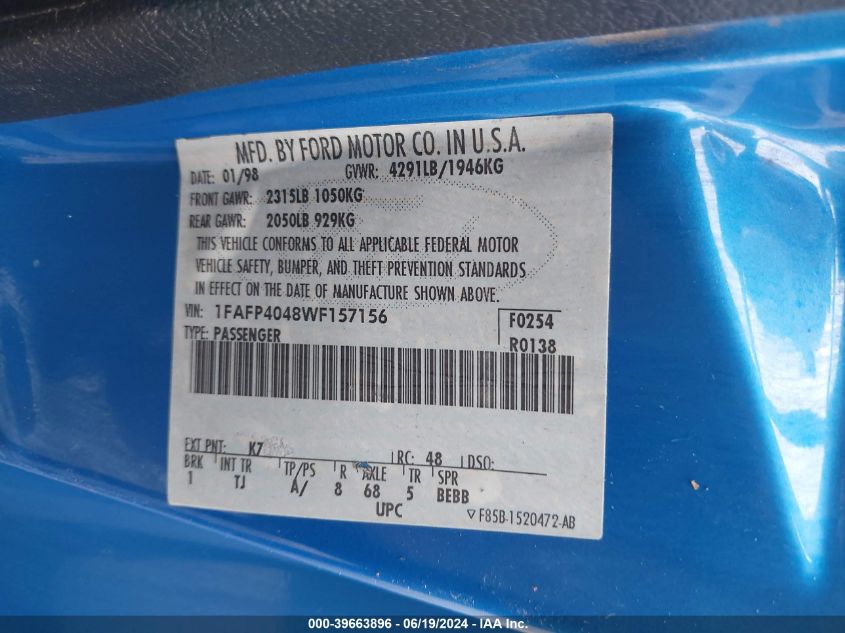 MFD. BY FORD MOTOR CO. IN U.S.A.
DATE: 01/98 GVWR: 4291LB/1946KG
FRONT GAWR: 2315LB 1050KG
REAR GAWR: 2050LB 929KG
THIS VEHICLE CONFORMS TO ALL APPLICABLE FEDERAL MOTOR
VEHICLE SAFETY, BUMPER, AND THEFT PREVENTION STANDARDS
IN EFFECT ON THE DATE OF MANUFACTURE SHOWN ABOVE.
VIN: 1FAFP4048WF157156 F0254
TYPE: PASSENGER R0138
EXT PNT: K7 RC: 48 DSO:
BRK INT TR TP/PS R AXLE TR SPR
1 TJ A/ 8 68 5 BEBB
UPC ▽F85B-1520472-AB
000-39663896 - 06/19/2024 - IAAI